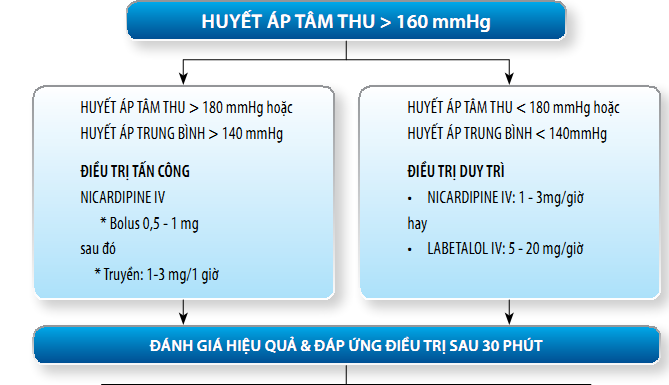 HUYẾT ÁP TÂM THU > 160 mmHg
HUYẾT ÁP TÂM THU > 180 mmHg hoặc
HUYẾT ÁP TRUNG BÌNH > 140 mmHg
ĐIỀU TRỊ TẤN CÔNG
NICARDIPINE IV
* Bolus 0,5 - 1 mg
sau đó
* Truyền: 1-3 mg/1 giờ
HUYẾT ÁP TÂM THU < 180 mmHg hoặc
HUYẾT ÁP TRUNG BÌNH < 140mmHg
ĐIỀU TRỊ DUY TRÌ
• NICARDIPINE IV: 1 - 3mg/giờ
hay
• LABETALOL IV: 5 - 20 mg/giờ
ĐÁNH GIÁ HIỆU QUẢ & ĐÁP ỨNG ĐIỀU TRỊ SAU 30 PHÚT